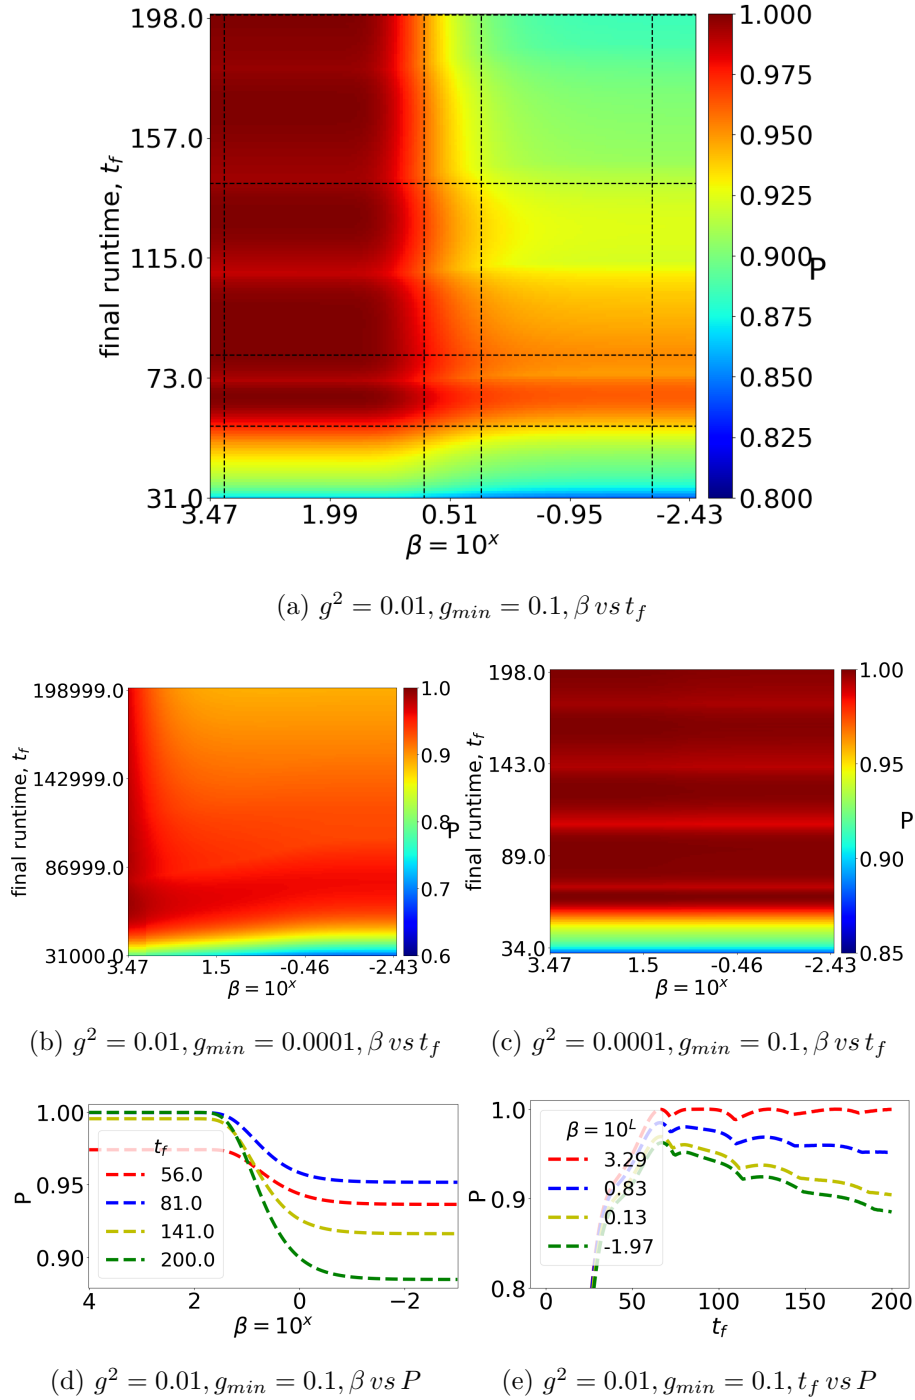 198.0
157.0
115.0
73.0
31.0
final runtime, t_f
3.47 1.99 0.51 -0.95 -2.43
β = 10^x
1.000
0.975
0.950
0.925
0.900
0.875
0.850
0.825
0.800
P
(a) g^2 = 0.01, g_min = 0.1, β vs t_f
198999.0
142999.0
86999.0
31000.0
final runtime, t_f
3.47 1.5 -0.46 -2.43
β = 10^x
1.0
0.9
0.8
0.7
0.6
P
198.0
143.0
89.0
34.0
final runtime, t_f
3.47 1.5 -0.46 -2.43
β = 10^x
1.00
0.95
0.90
0.85
P
(b) g^2 = 0.01, g_min = 0.0001, β vs t_f
(c) g^2 = 0.0001, g_min = 0.1, β vs t_f
1.00
0.95
0.90
P
t_f
56.0
81.0
141.0
200.0
4 2 0 −2
β = 10^x
1.0
0.9
0.8
P
β = 10^L
3.29
0.83
0.13
-1.97
0 50 100 150 200
t_f
(d) g^2 = 0.01, g_min = 0.1, β vs P
(e) g^2 = 0.01, g_min = 0.1, t_f vs P